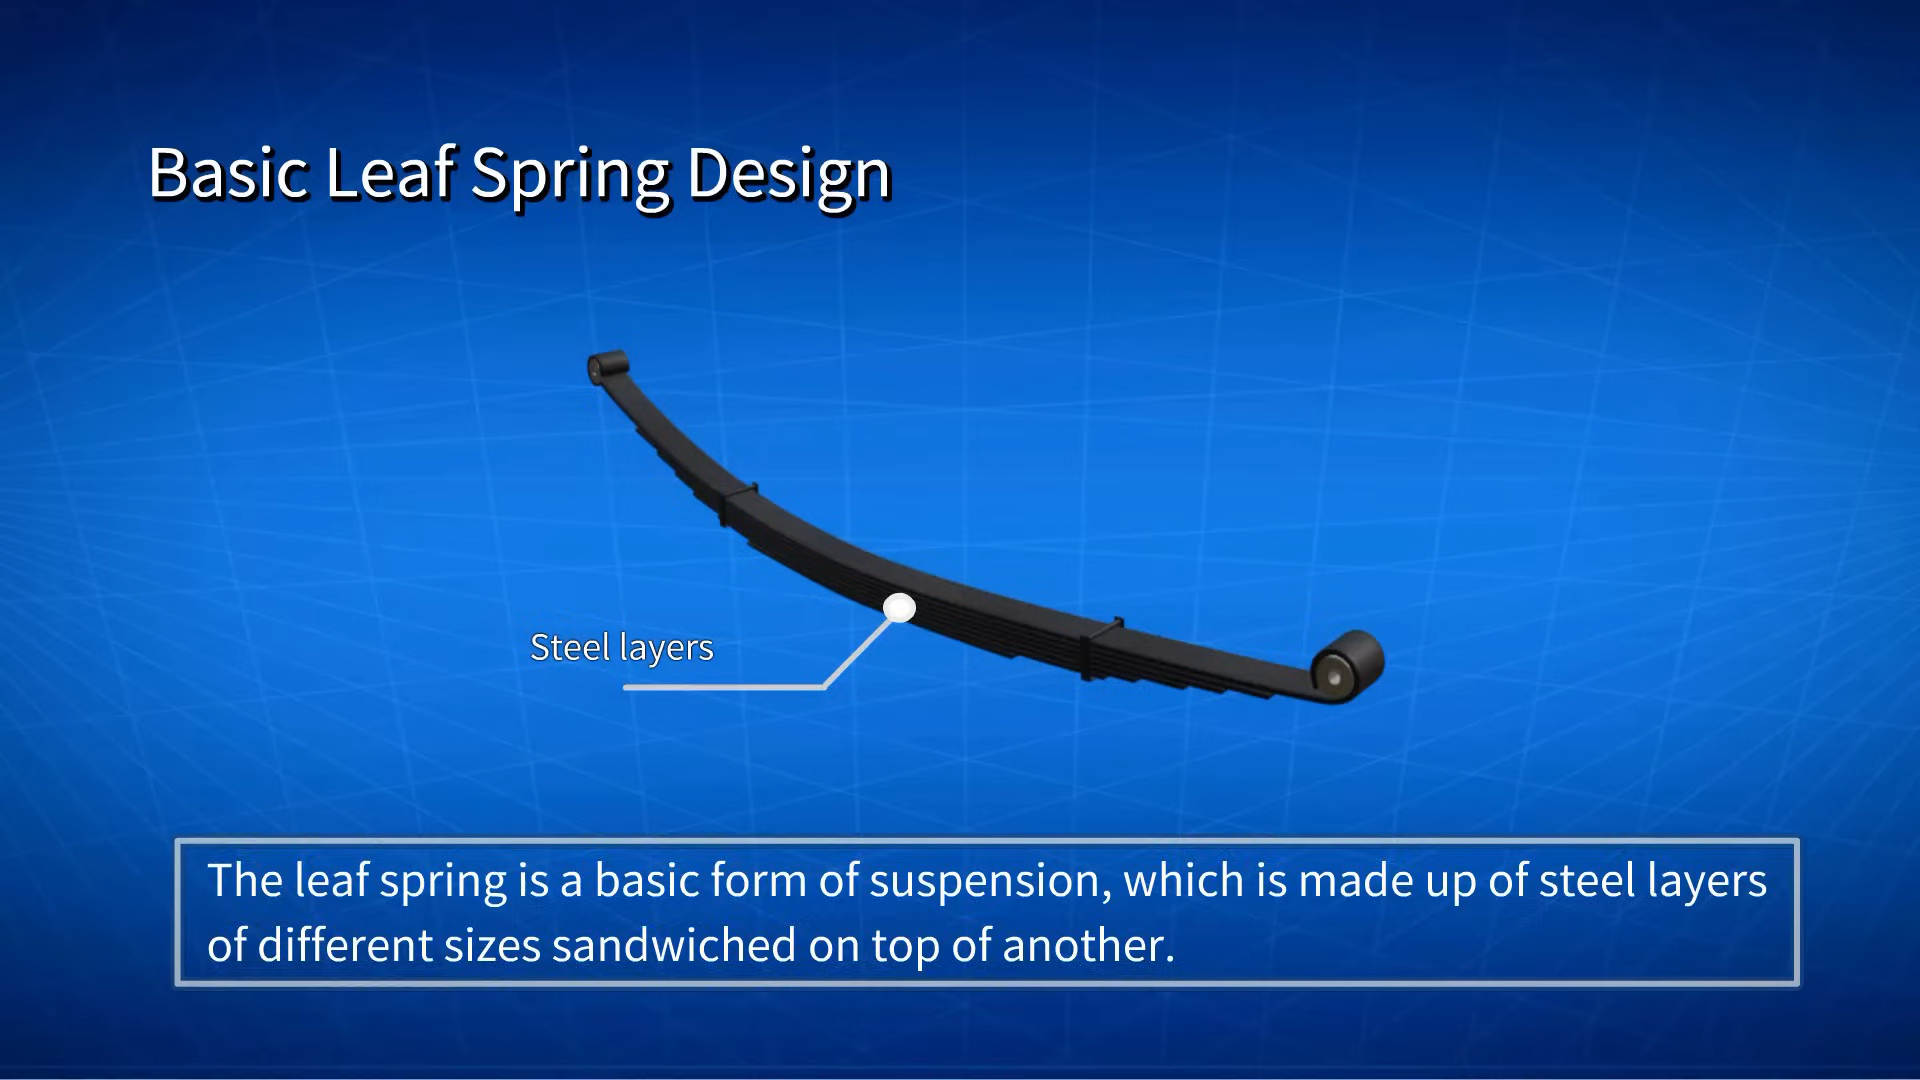 Basic Leaf Spring Design
Steel layers
The leaf spring is a basic form of suspension, which is made up of steel layers
of different sizes sandwiched on top of another.